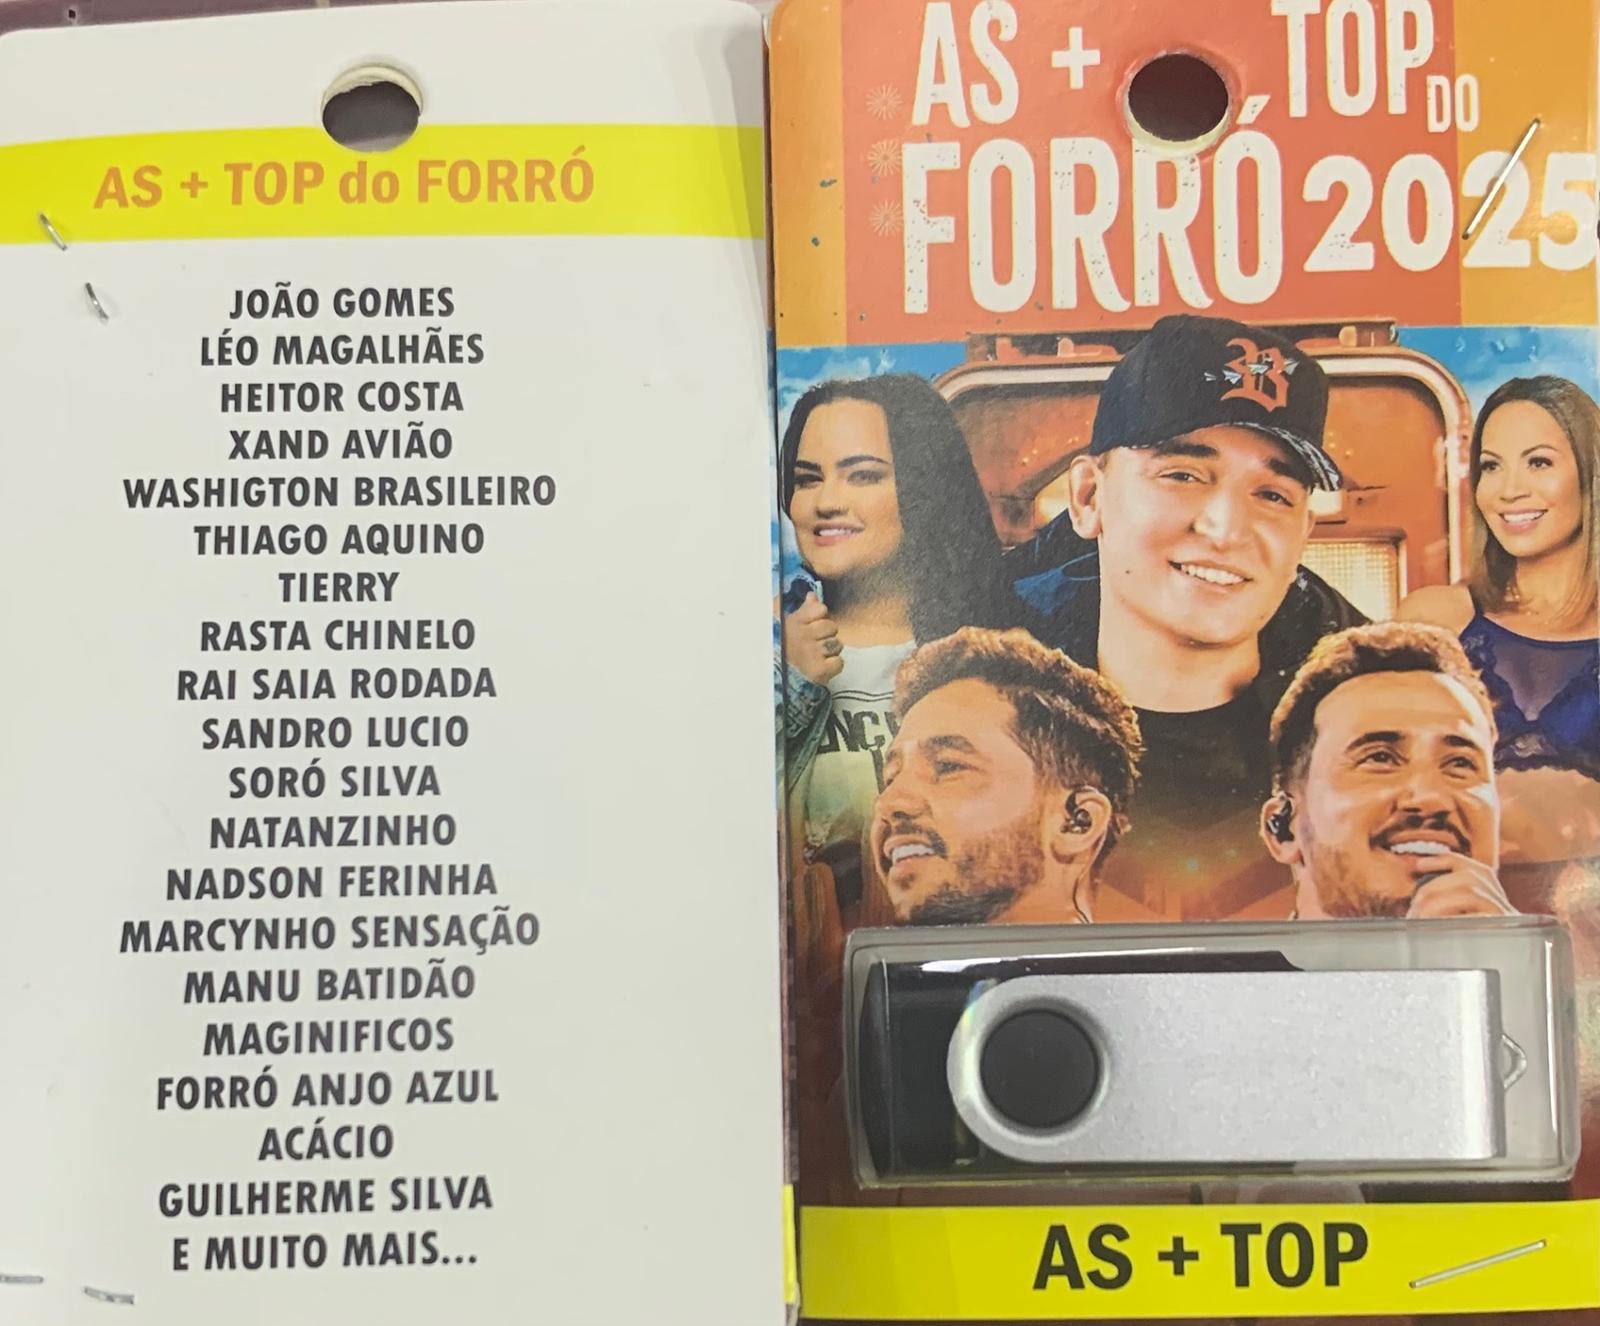 AS + TOP do FORRÓ
JOÃO GOMES
LÉO MAGALHÃES
HEITOR COSTA
XAND AVIÃO
WASHIGTON BRASILEIRO
THIAGO AQUINO
TIERRY
RASTA CHINELO
RAI SAIA RODADA
SANDRO LUCIO
SORÓ SILVA
NATANZINHO
NADSON FERINHA
MARCYNHO SENSAÇÃO
MANU BATIDÃO
MAGINIFICOS
FORRÓ ANJO AZUL
ACÁCIO
GUILHERME SILVA
E MUITO MAIS...
AS + TOP DO
FORRÓ 2025
B
AS + TOP